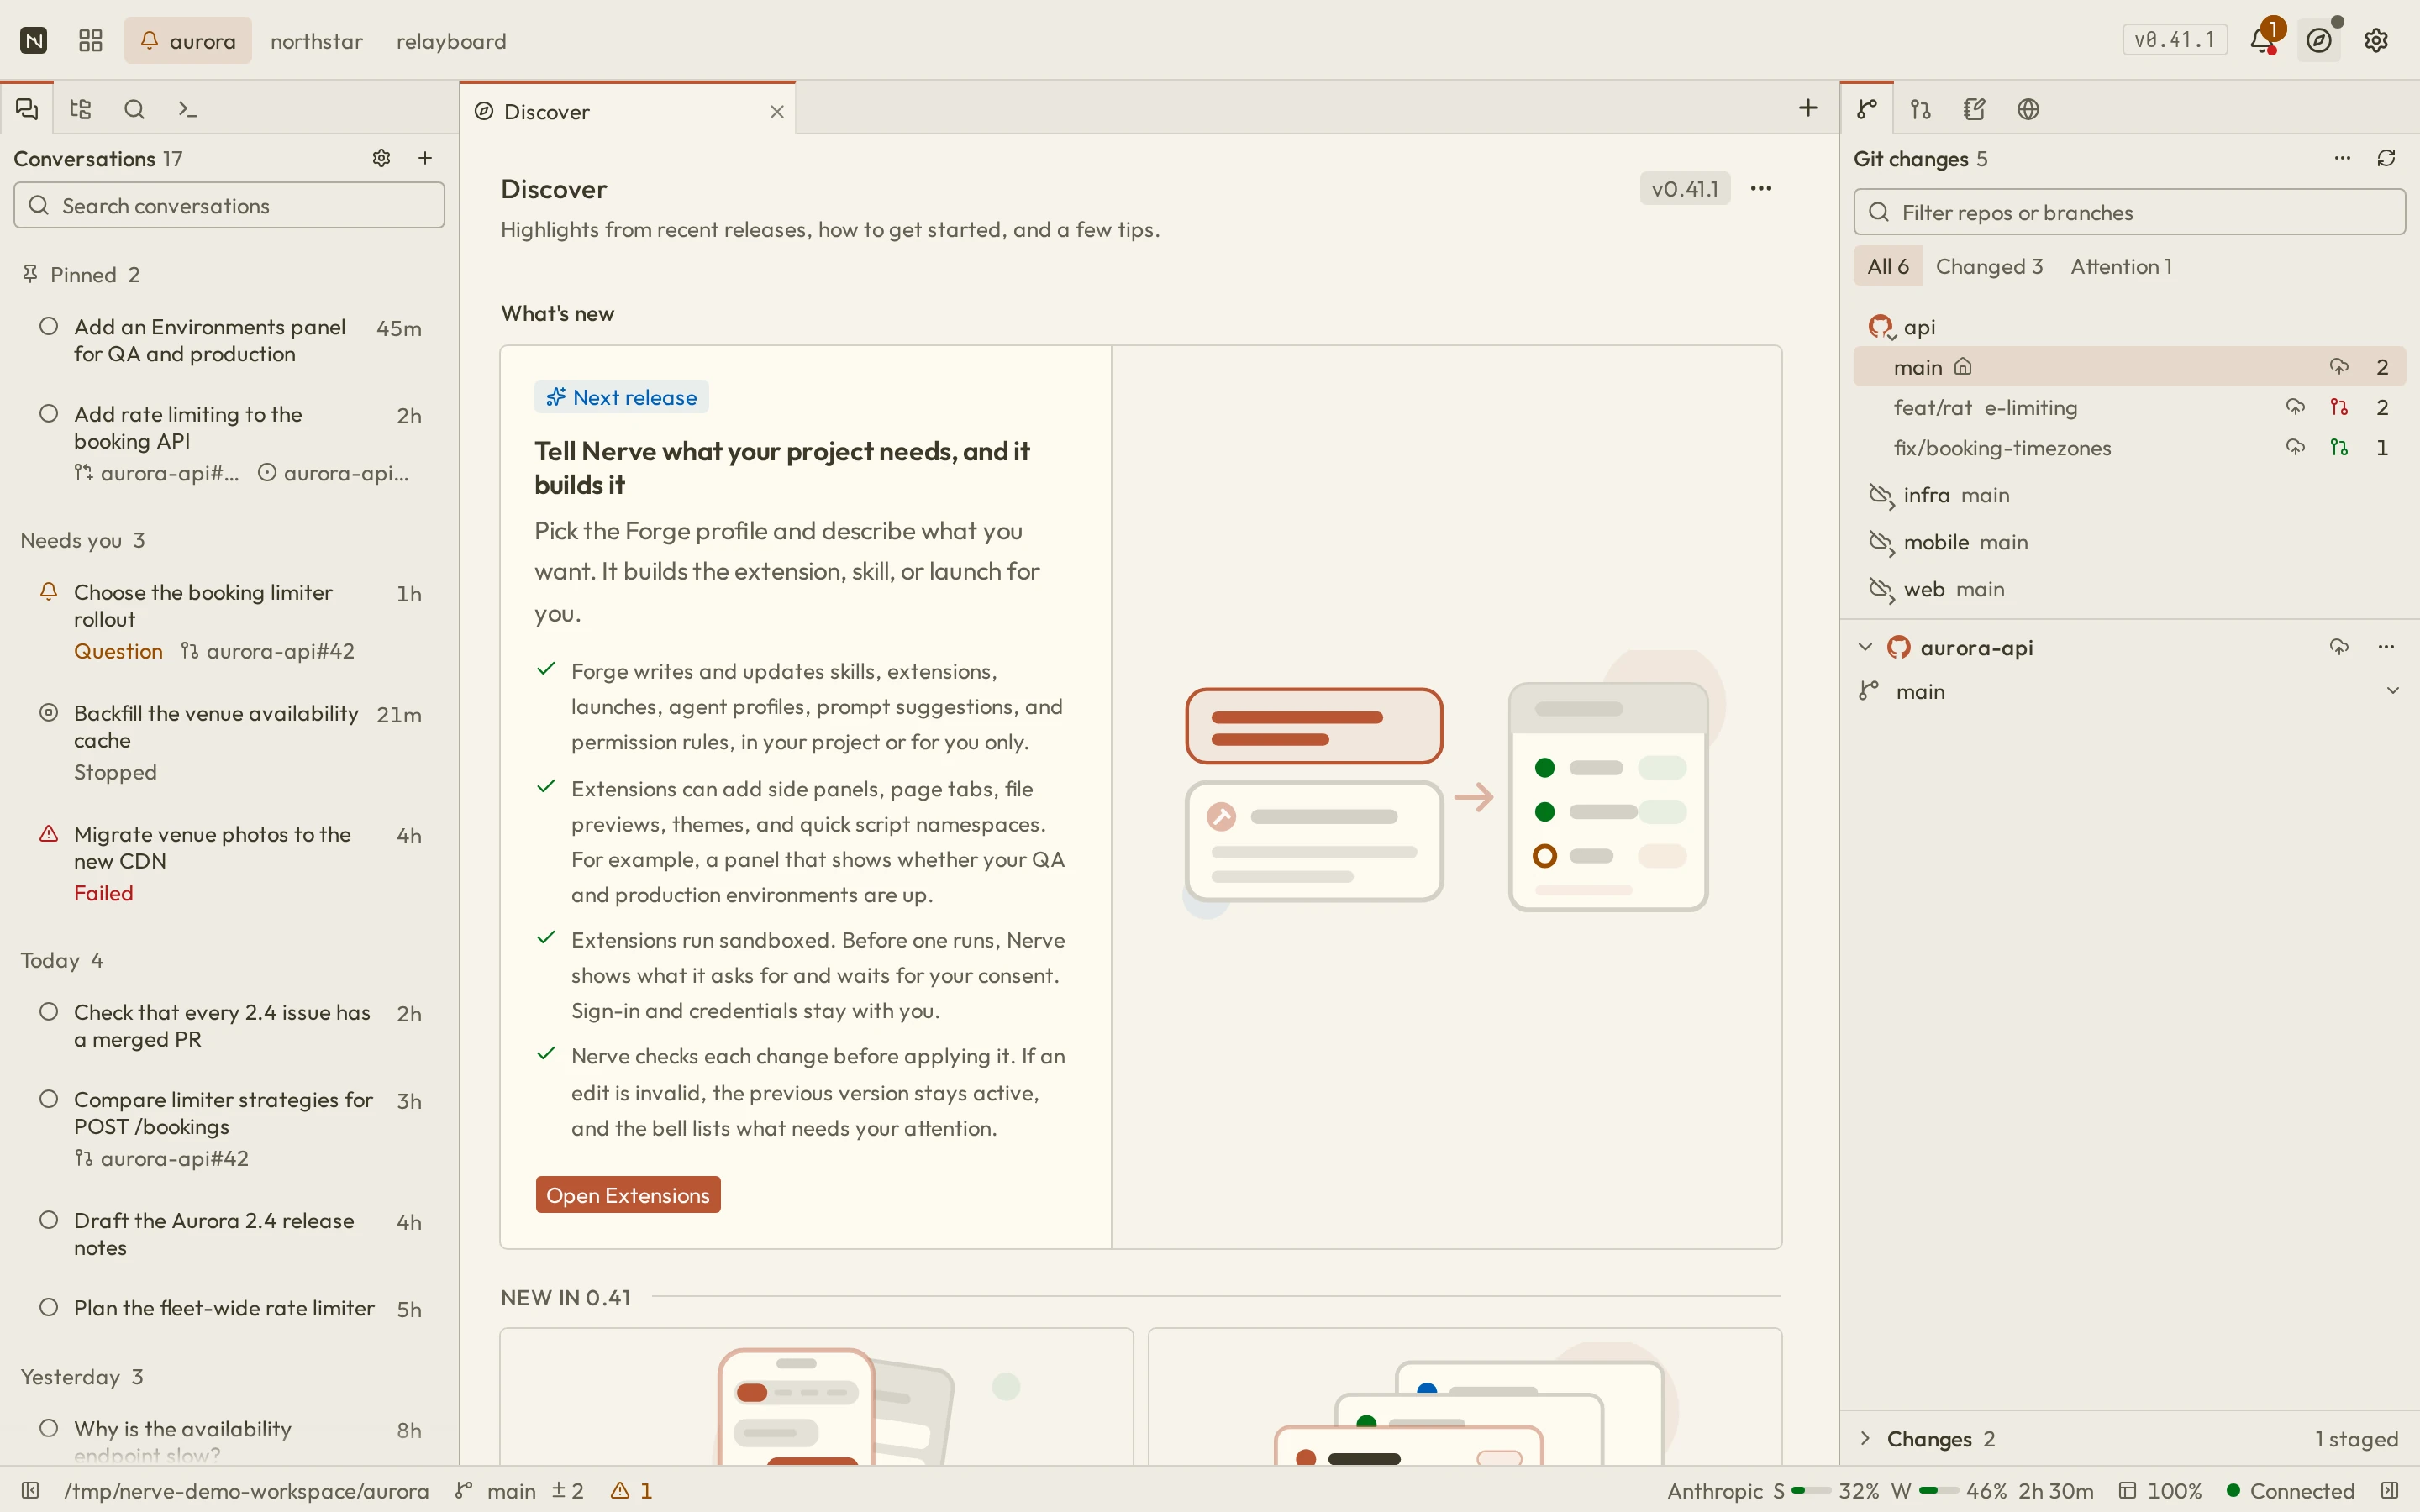 aurora
northstar
relayboard
v0.41.1
1
Discover
Conversations 17
Search conversations
Pinned 2
Add an Environments panel
for QA and production
45m
Add rate limiting to the
booking API
2h
aurora-api#...
aurora-api...
Needs you 3
Choose the booking limiter
rollout
1h
Question
aurora-api#42
Backfill the venue availability
cache
21m
Stopped
Migrate venue photos to the
new CDN
4h
Failed
Today 4
Check that every 2.4 issue has
a merged PR
2h
Compare limiter strategies for
POST /bookings
3h
aurora-api#42
Draft the Aurora 2.4 release
notes
4h
Plan the fleet-wide rate limiter
5h
Yesterday 3
Why is the availability
endpoint slow?
8h
Discover
v0.41.1
Highlights from recent releases, how to get started, and a few tips.
What's new
Next release
Tell Nerve what your project needs, and it
builds it
Pick the Forge profile and describe what you
want. It builds the extension, skill, or launch for
you.
Forge writes and updates skills, extensions,
launches, agent profiles, prompt suggestions, and
permission rules, in your project or for you only.
Extensions can add side panels, page tabs, file
previews, themes, and quick script namespaces.
For example, a panel that shows whether your QA
and production environments are up.
Extensions run sandboxed. Before one runs, Nerve
shows what it asks for and waits for your consent.
Sign-in and credentials stay with you.
Nerve checks each change before applying it. If an
edit is invalid, the previous version stays active,
and the bell lists what needs your attention.
Open Extensions
NEW IN 0.41
Git changes 5
Filter repos or branches
All 6
Changed 3
Attention 1
api
main
2
feat/rat e-limiting
2
fix/booking-timezones
1
infra main
mobile main
web main
aurora-api
main
Changes 2
1 staged
/tmp/nerve-demo-workspace/aurora
main ±2
1
Anthropic S 32% W 46% 2h 30m
100%
Connected